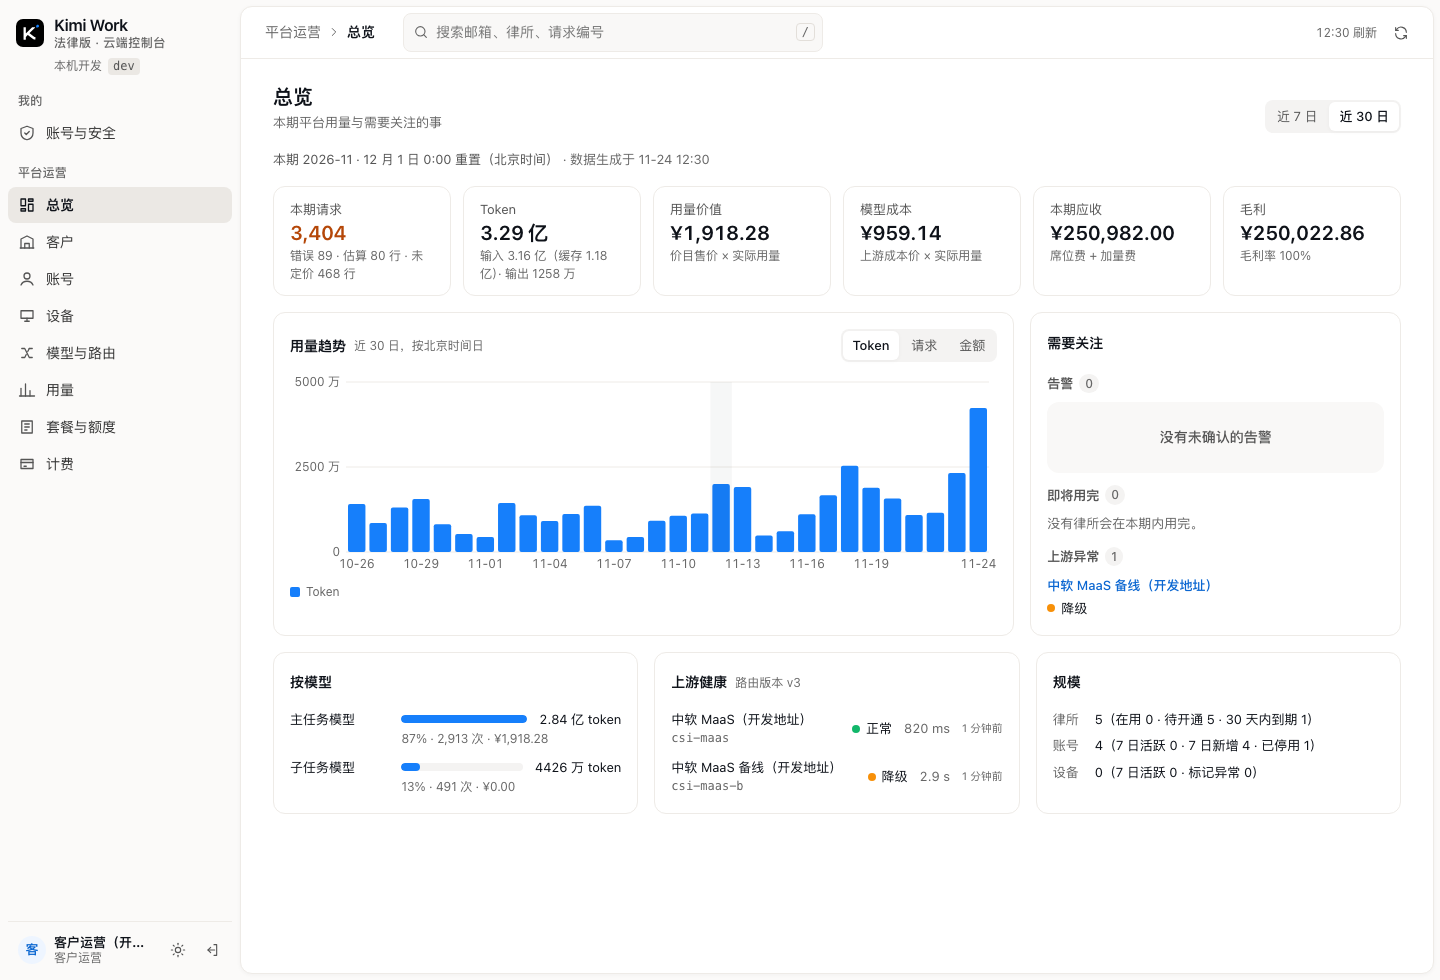 Kimi Work
法律版 · 云端控制台
本机开发 dev
我的
账号与安全
平台运营
总览
客户
账号
设备
模型与路由
用量
套餐与额度
计费
客
客户运营（开...
客户运营
平台运营 > 总览
搜索邮箱、律所、请求编号
/
12:30 刷新
总览
本期平台用量与需要关注的事
近 7 日
近 30 日
本期 2026-11 · 12 月 1 日 0:00 重置（北京时间） · 数据生成于 11-24 12:30
本期请求
3,404
错误 89 · 估算 80 行 · 未
定价 468 行
Token
3.29 亿
输入 3.16 亿（缓存 1.18
亿）· 输出 1258 万
用量价值
¥1,918.28
价目售价 × 实际用量
模型成本
¥959.14
上游成本价 × 实际用量
本期应收
¥250,982.00
席位费 + 加量费
毛利
¥250,022.86
毛利率 100%
用量趋势 近 30 日，按北京时间日
Token
请求
金额
5000 万
2500 万
0
10-26
10-29
11-01
11-04
11-07
11-10
11-13
11-16
11-19
11-24
Token
需要关注
告警 0
没有未确认的告警
即将用完 0
没有律所会在本期内用完。
上游异常 1
中软 MaaS 备线（开发地址）
降级
按模型
主任务模型
2.84 亿 token
87% · 2,913 次 · ¥1,918.28
子任务模型
4426 万 token
13% · 491 次 · ¥0.00
上游健康 路由版本 v3
中软 MaaS（开发地址）
csi-maas
正常 820 ms 1 分钟前
中软 MaaS 备线（开发地址）
csi-maas-b
降级 2.9 s 1 分钟前
规模
律所 5（在用 0 · 待开通 5 · 30 天内到期 1）
账号 4（7 日活跃 0 · 7 日新增 4 · 已停用 1）
设备 0（7 日活跃 0 · 标记异常 0）